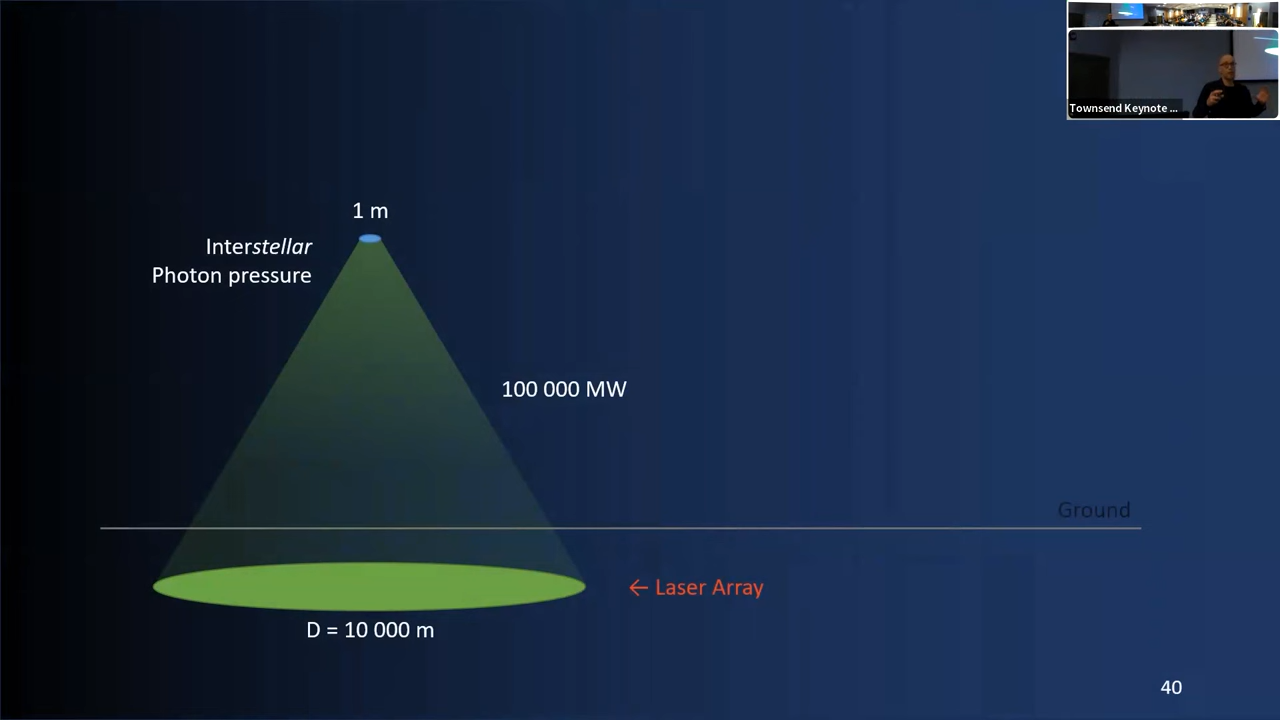 Townsend Keynote ...
1 m
Interstellar
Photon pressure
100 000 MW
Ground
← Laser Array
D = 10 000 m
40